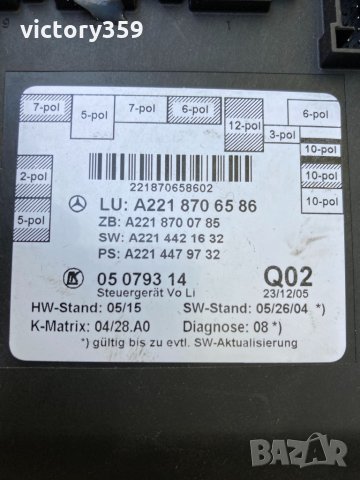 victory359
7-pol
5-pol
7-pol
6-pol
12-pol
3-pol
6-pol
10-pol
10-pol
10-pol
2-pol
5-pol
221870658602
LU: A221 870 65 86
ZB: A221 870 07 85
SW: A221 442 16 32
PS: A221 447 97 32
05 0793 14 Q02
Steuergerät Vo Li 23/12/05
HW-Stand: 05/15 SW-Stand: 05/26/04 *)
K-Matrix: 04/28.A0 Diagnose: 08 *)
*) gültig bis zu evtl. SW-Aktualisierung
BAZAR